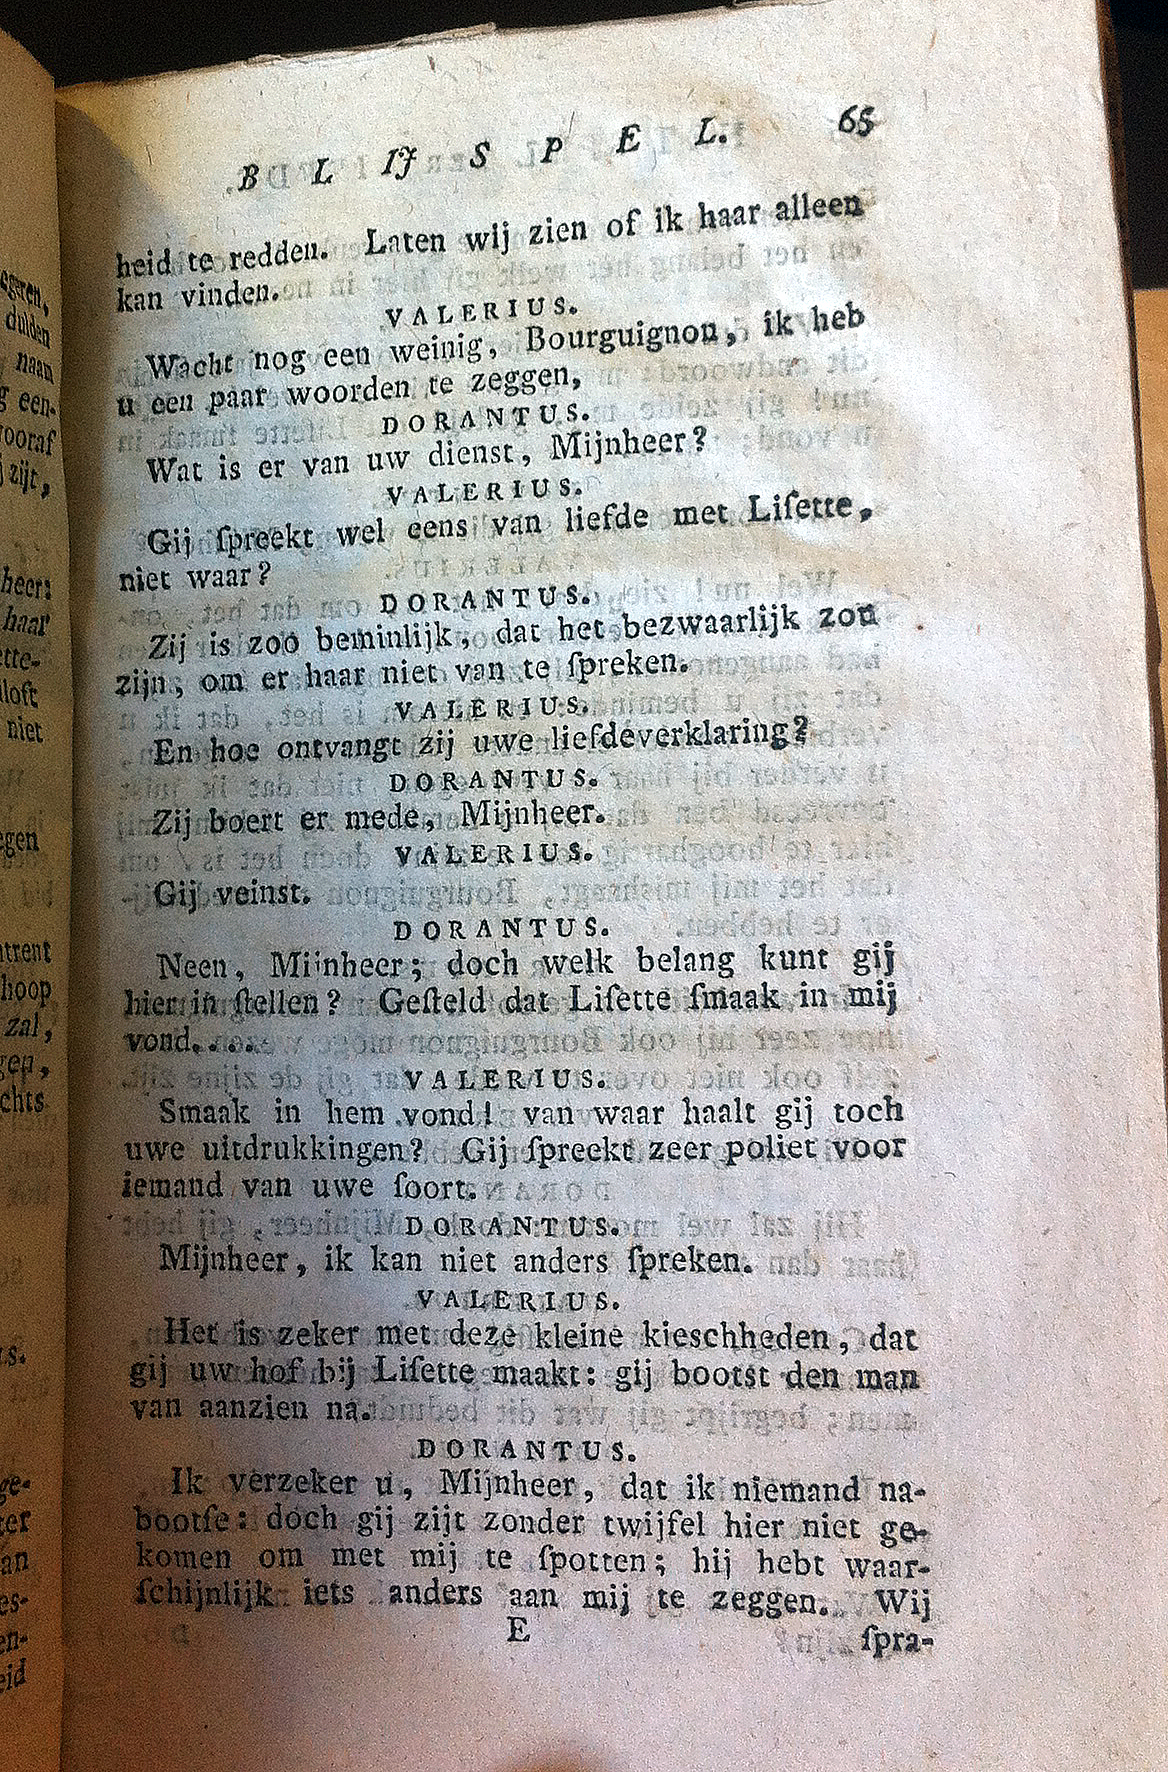 BLIJSPEL. 65
heid te redden. Laten wij zien of ik haar alleen
kan vinden.
VALERIUS.
Wacht nog een weinig, Bourguignon, ik heb
u een paar woorden te zeggen,
DORANTUS.
Wat is er van uw dienst, Mijnheer?
VALERIUS.
Gij ſpreekt wel eens van liefde met Liſette,
niet waar?
DORANTUS.
Zij is zoo beminlijk, dat het bezwaarlijk zou
zijn, om er haar niet van te ſpreken.
VALERIUS.
En hoe ontvangt zij uwe liefdeverklaring?
DORANTUS.
Zij boert er mede, Mijnheer.
VALERIUS.
Gij veinst.
DORANTUS.
Neen, Mijnheer; doch welk belang kunt gij
hier in ſtellen? Geſteld dat Liſette ſmaak in mij
vond....
VALERIUS.
Smaak in hem vond! van waar haalt gij toch
uwe uitdrukkingen? Gij ſpreekt zeer poliet voor
iemand van uwe ſoort.
DORANTUS.
Mijnheer, ik kan niet anders ſpreken.
VALERIUS.
Het is zeker met deze kleine kieschheden, dat
gij uw hof bij Liſette maakt: gij bootst den man
van aanzien na.
DORANTUS.
Ik verzeker u, Mijnheer, dat ik niemand na-
bootſe: doch gij zijt zonder twijfel hier niet ge-
komen om met mij te ſpotten; hij hebt waar-
ſchijnlijk iets anders aan mij te zeggen. Wij
E ſpra-